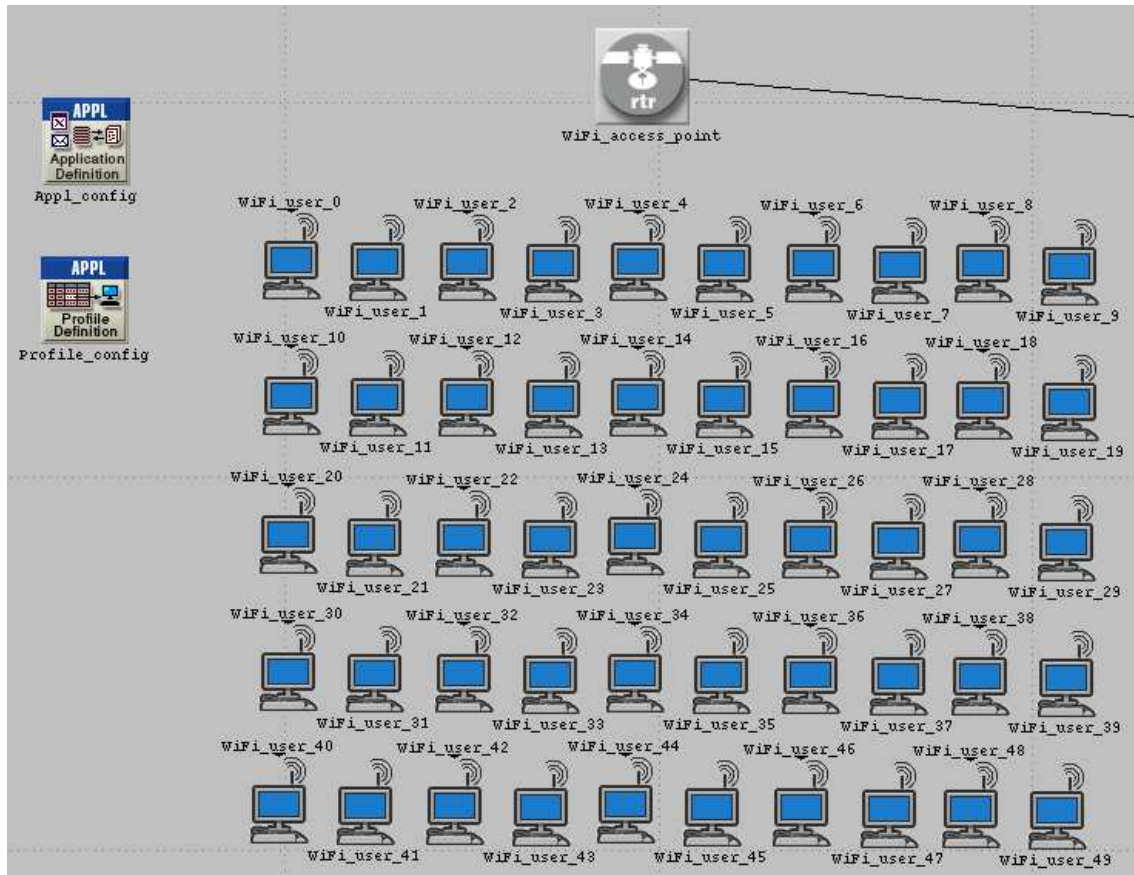 rtr
WiFi_access_point
APPL
Application
Definition
Appl_config
APPL
Profile
Definition
Profile_config
WiFi_user_0 WiFi_user_2 WiFi_user_4 WiFi_user_6 WiFi_user_8
WiFi_user_1 WiFi_user_3 WiFi_user_5 WiFi_user_7 WiFi_user_9
WiFi_user_10 WiFi_user_12 WiFi_user_14 WiFi_user_16 WiFi_user_18
WiFi_user_11 WiFi_user_13 WiFi_user_15 WiFi_user_17 WiFi_user_19
WiFi_user_20 WiFi_user_22 WiFi_user_24 WiFi_user_26 WiFi_user_28
WiFi_user_21 WiFi_user_23 WiFi_user_25 WiFi_user_27 WiFi_user_29
WiFi_user_30 WiFi_user_32 WiFi_user_34 WiFi_user_36 WiFi_user_38
WiFi_user_31 WiFi_user_33 WiFi_user_35 WiFi_user_37 WiFi_user_39
WiFi_user_40 WiFi_user_42 WiFi_user_44 WiFi_user_46 WiFi_user_48
WiFi_user_41 WiFi_user_43 WiFi_user_45 WiFi_user_47 WiFi_user_49